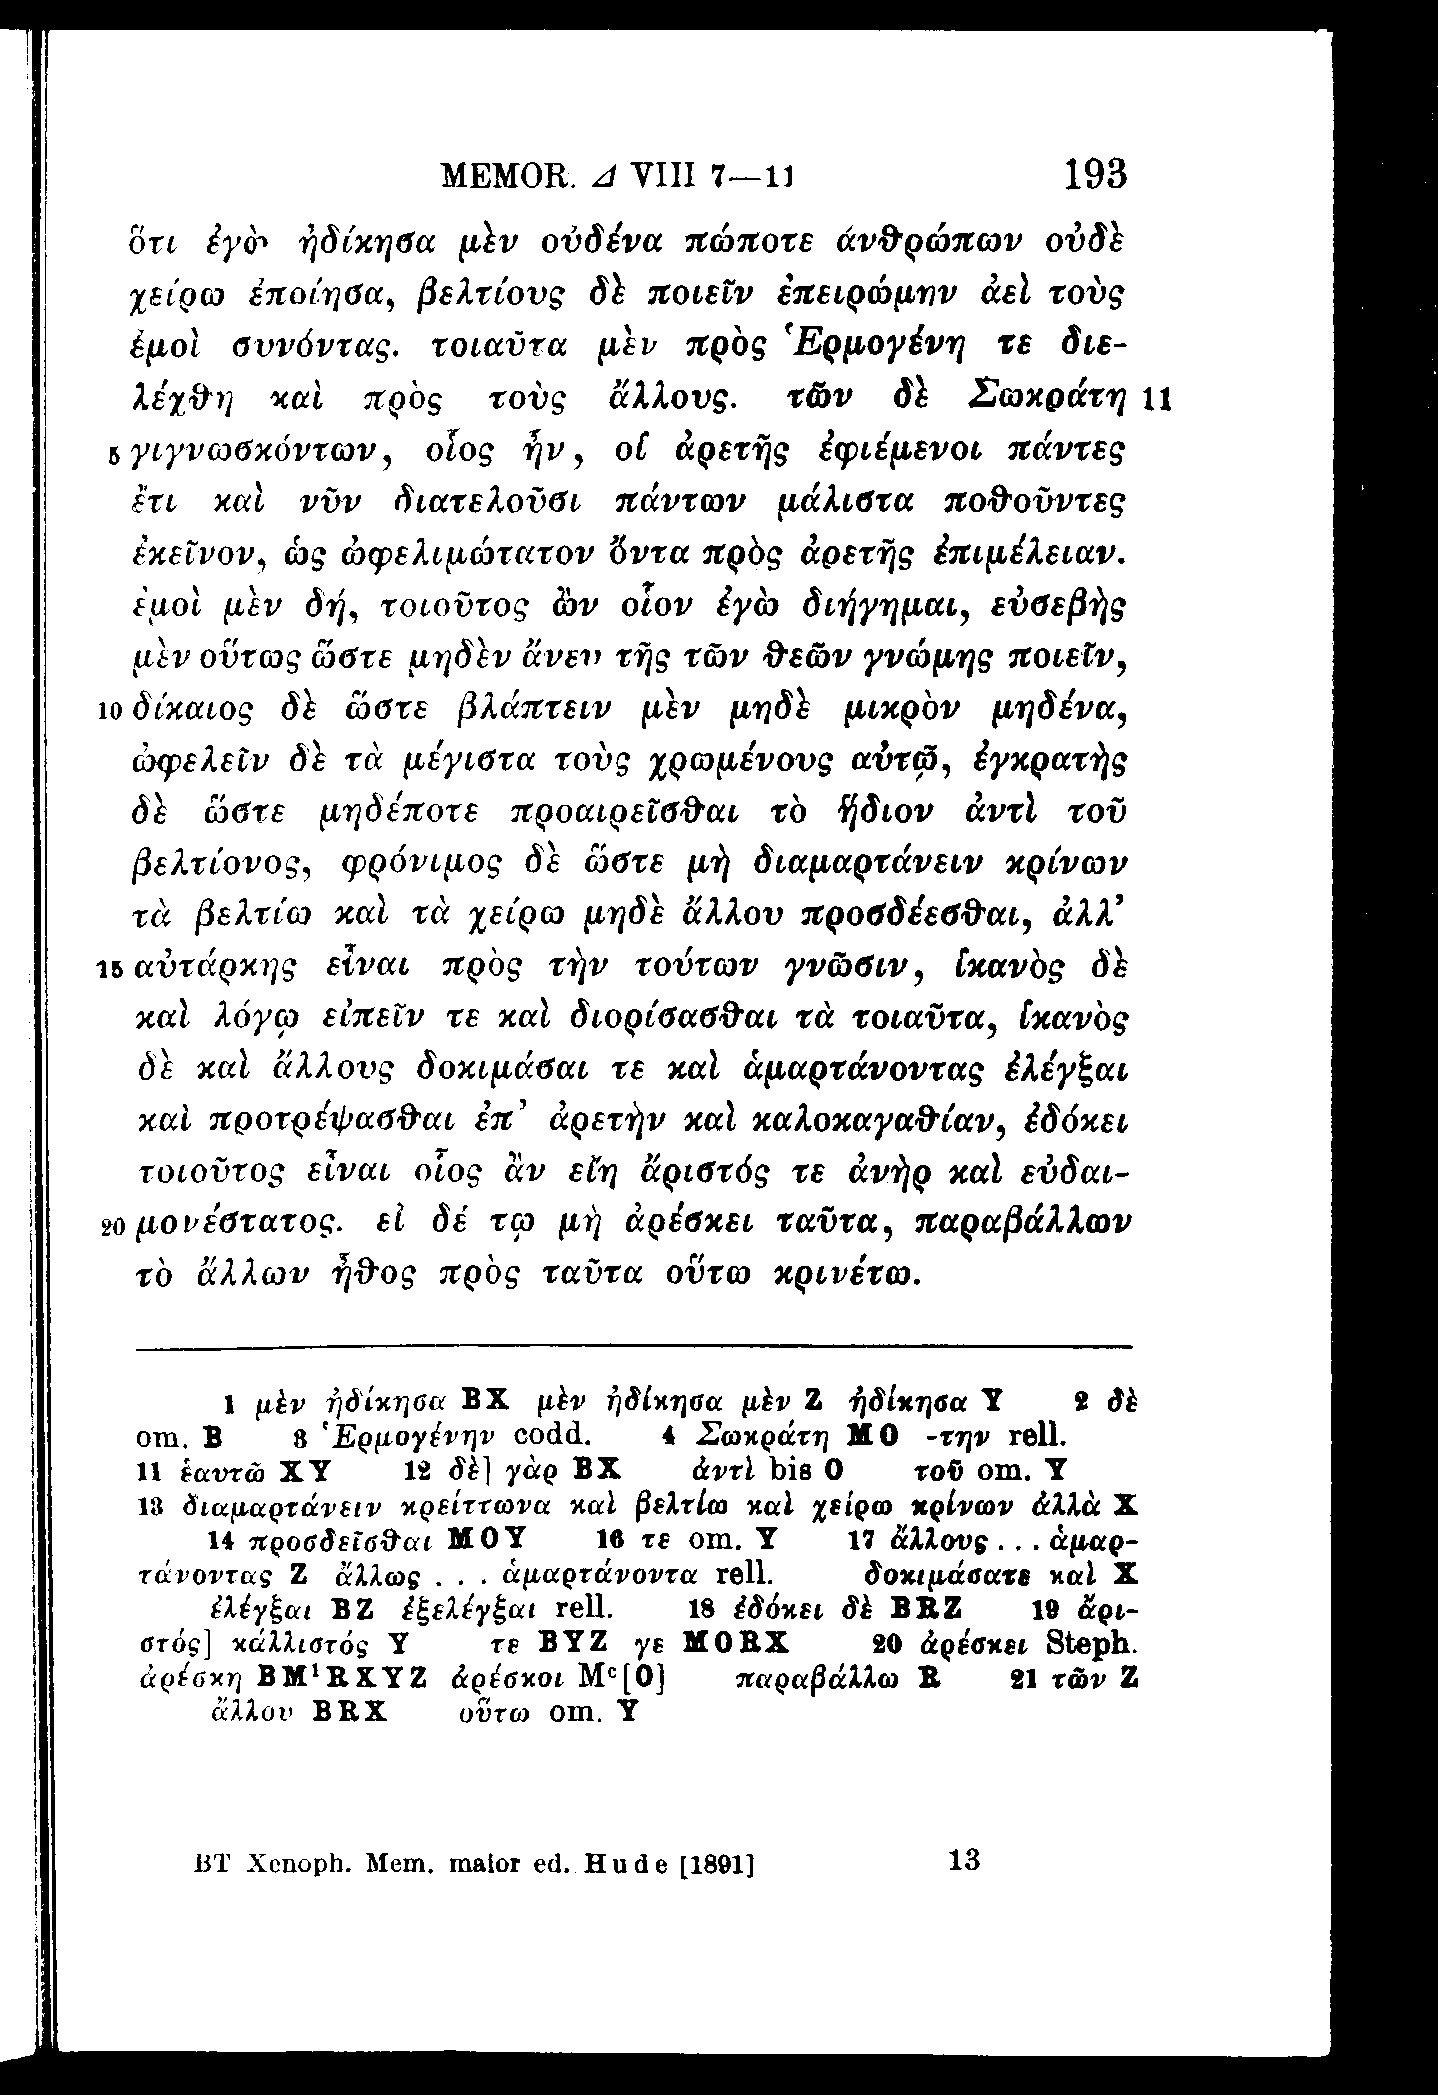 MEMOR. Δ VIII 7—11 193
ὅτι ἐγὼ ἠδίκησα μὲν οὐδένα πώποτε ἀνθρώπων οὐδὲ
χείρω ἐποίησα, βελτίους δὲ ποιεῖν ἐπειρώμην ἀεὶ τοὺς
ἐμοὶ συνόντας. τοιαῦτα μὲν πρὸς Ἑρμογένη τε διε-
λέχθη καὶ πρὸς τοὺς ἄλλους. τῶν δὲ Σωκράτη 11
5 γιγνωσκόντων, οἷος ἦν, οἱ ἀρετῆς ἐφιέμενοι πάντες
ἔτι καὶ νῦν διατελοῦσι πάντων μάλιστα ποθοῦντες
ἐκεῖνον, ὡς ὠφελιμώτατον ὄντα πρὸς ἀρετῆς ἐπιμέλειαν.
ἐμοὶ μὲν δή, τοιοῦτος ὢν οἷον ἐγὼ διήγημαι, εὐσεβὴς
μὲν οὕτως ὥστε μηδὲν ἄνευ τῆς τῶν θεῶν γνώμης ποιεῖν,
10 δίκαιος δὲ ὥστε βλάπτειν μὲν μηδὲ μικρὸν μηδένα,
ὠφελεῖν δὲ τὰ μέγιστα τοὺς χρωμένους αὐτῷ, ἐγκρατὴς
δὲ ὥστε μηδέποτε προαιρεῖσθαι τὸ ἥδιον ἀντὶ τοῦ
βελτίονος, φρόνιμος δὲ ὥστε μὴ διαμαρτάνειν κρίνων
τὰ βελτίω καὶ τὰ χείρω μηδὲ ἄλλου προσδέεσθαι, ἀλλ’
15 αὐτάρκης εἶναι πρὸς τὴν τούτων γνῶσιν, ἱκανὸς δὲ
καὶ λόγῳ εἰπεῖν τε καὶ διορίσασθαι τὰ τοιαῦτα, ἱκανὸς
δὲ καὶ ἄλλους δοκιμάσαι τε καὶ ἁμαρτάνοντας ἐλέγξαι
καὶ προτρέψασθαι ἐπ’ ἀρετὴν καὶ καλοκαγαθίαν, ἐδόκει
τοιοῦτος εἶναι οἷος ἂν εἴη ἄριστός τε ἀνὴρ καὶ εὐδαι-
20 μονέστατος. εἰ δέ τῳ μὴ ἀρέσκει ταῦτα, παραβάλλων
τὸ ἄλλων ἦθος πρὸς ταῦτα οὕτω κρινέτω.
1 μὲν ἠδίκησα BX μὲν ἠδίκησα μὲν Z ἠδίκησα Y 2 δὲ
om. B 3 Ἑρμογένην codd. 4 Σωκράτη MO -την rell.
11 ἑαυτῶ XY 12 δὲ] γὰρ BX ἀντὶ bis O τοῦ om. Y
13 διαμαρτάνειν κρείττωνα καὶ βελτίω καὶ χείρω κρίνων ἀλλὰ X
14 προσδεῖσθαι MOY 16 τε om. Y 17 ἄλλους . . . ἁμαρ-
τάνοντας Z ἄλλως . . . ἁμαρτάνοντα rell. δοκιμάσατε καὶ X
ἐλέγξαι BZ ἐξελέγξαι rell. 18 ἐδόκει δὲ BRZ 19 ἄρι-
στός] κάλλιστός Y τε BYZ γε MORX 20 ἀρέσκει Steph.
ἀρέσκη BM¹RXYZ ἀρέσκοι Mᶜ[O] παραβάλλω R 21 τῶν Z
ἄλλου BRX οὕτω om. Y
BT Xenoph. Mem. maior ed. Hude [1891] 13